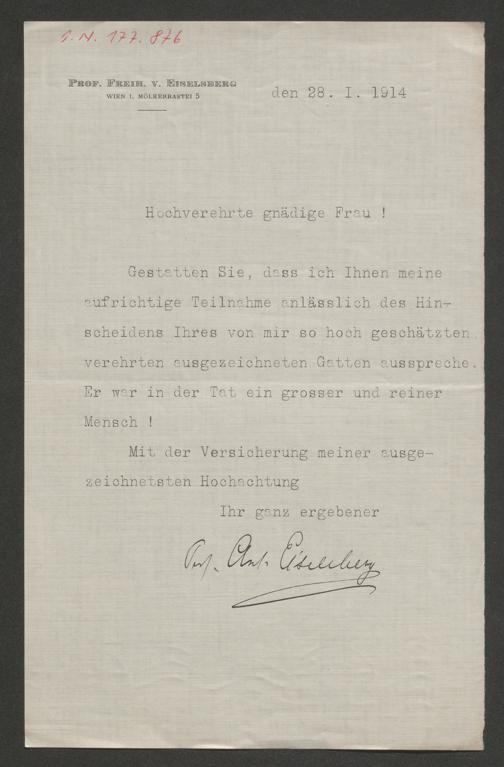 I. N. 177.876
PROF. FREIH. V. EISELSBERG
WIEN I, MÖLKERBASTEI 5
den 28. I. 1914
Hochverehrte gnädige Frau !
Gestatten Sie, dass ich Ihnen meine
aufrichtige Teilnahme anlässlich des Hin-
scheidens Ihres von mir so hoch geschätzten,
verehrten ausgezeichneten Gatten ausspreche.
Er war in der Tat ein grosser und reiner
Mensch !
Mit der Versicherung meiner ausge-
zeichnetsten Hochachtung
Ihr ganz ergebener
Prof. Ant. Eiselsberg